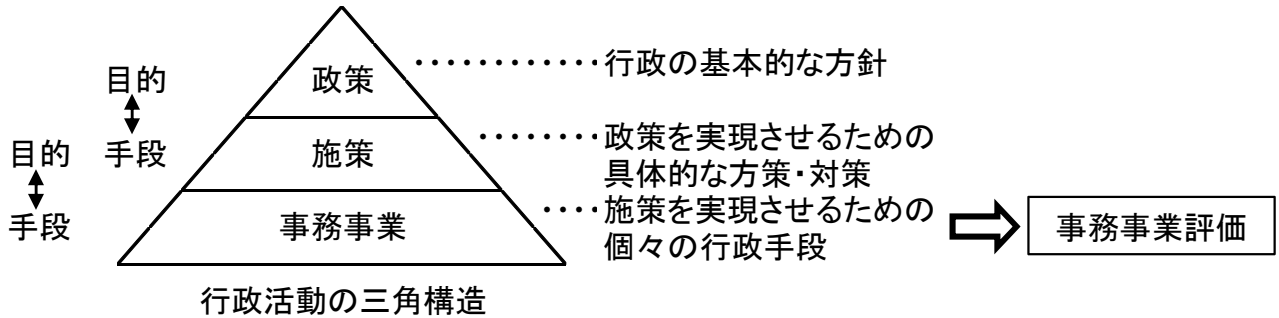 政策
・・・・・・・・・・・・行政の基本的な方針
目的
手段
施策
・・・・・・・・政策を実現させるための
具体的な方策・対策
目的
手段
事務事業
・・・・施策を実現させるための
個々の行政手段
事務事業評価
行政活動の三角構造